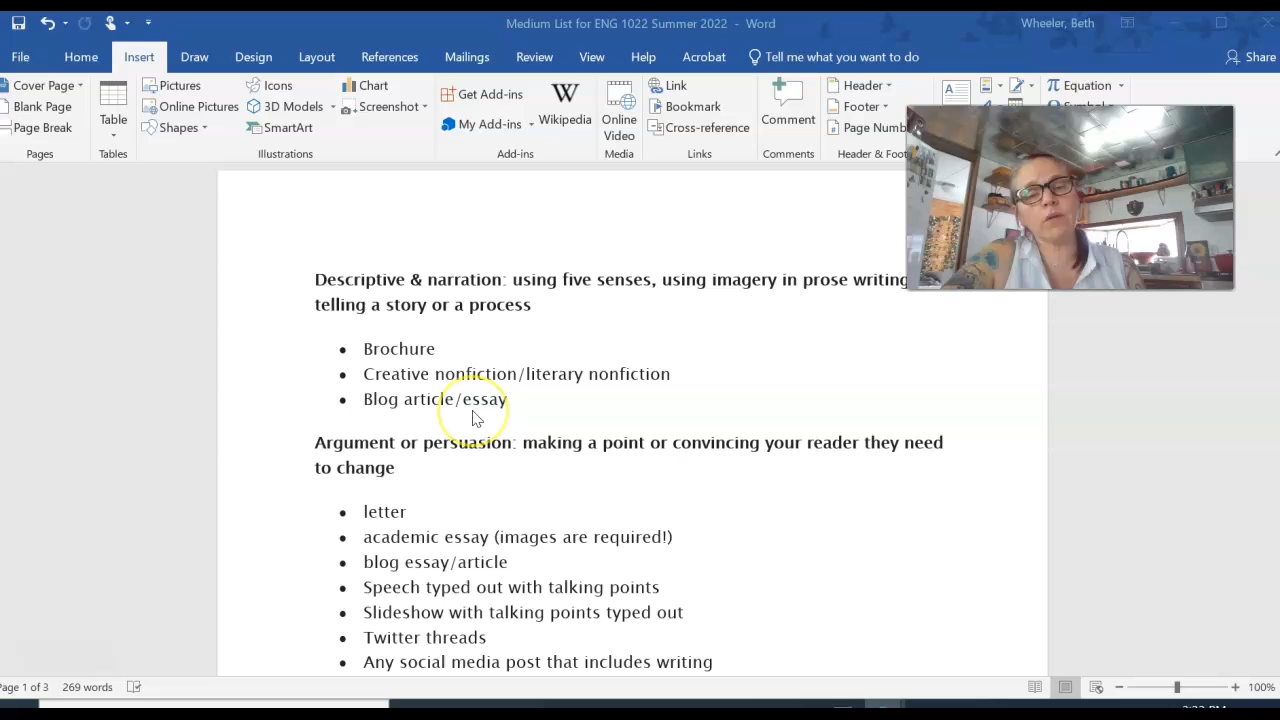 Medium List for ENG 1022 Summer 2022 - Word
Wheeler, Beth
File Home Insert Draw Design Layout References Mailings Review View Help Acrobat Tell me what you want to do Share
Cover Page Pictures Icons Chart Get Add-ins Link Header Equation
Blank Page Table Online Pictures 3D Models Screenshot Wikipedia Online Video Bookmark Comment Footer
Page Break Shapes SmartArt My Add-ins Cross-reference Page Numb
Pages Tables Illustrations Add-ins Media Links Comments Header & Foo
Descriptive & narration: using five senses, using imagery in prose writing
telling a story or a process
• Brochure
• Creative nonfiction/literary nonfiction
• Blog article/essay
Argument or persuasion: making a point or convincing your reader they need
to change
• letter
• academic essay (images are required!)
• blog essay/article
• Speech typed out with talking points
• Slideshow with talking points typed out
• Twitter threads
• Any social media post that includes writing
Page 1 of 3 269 words 100%